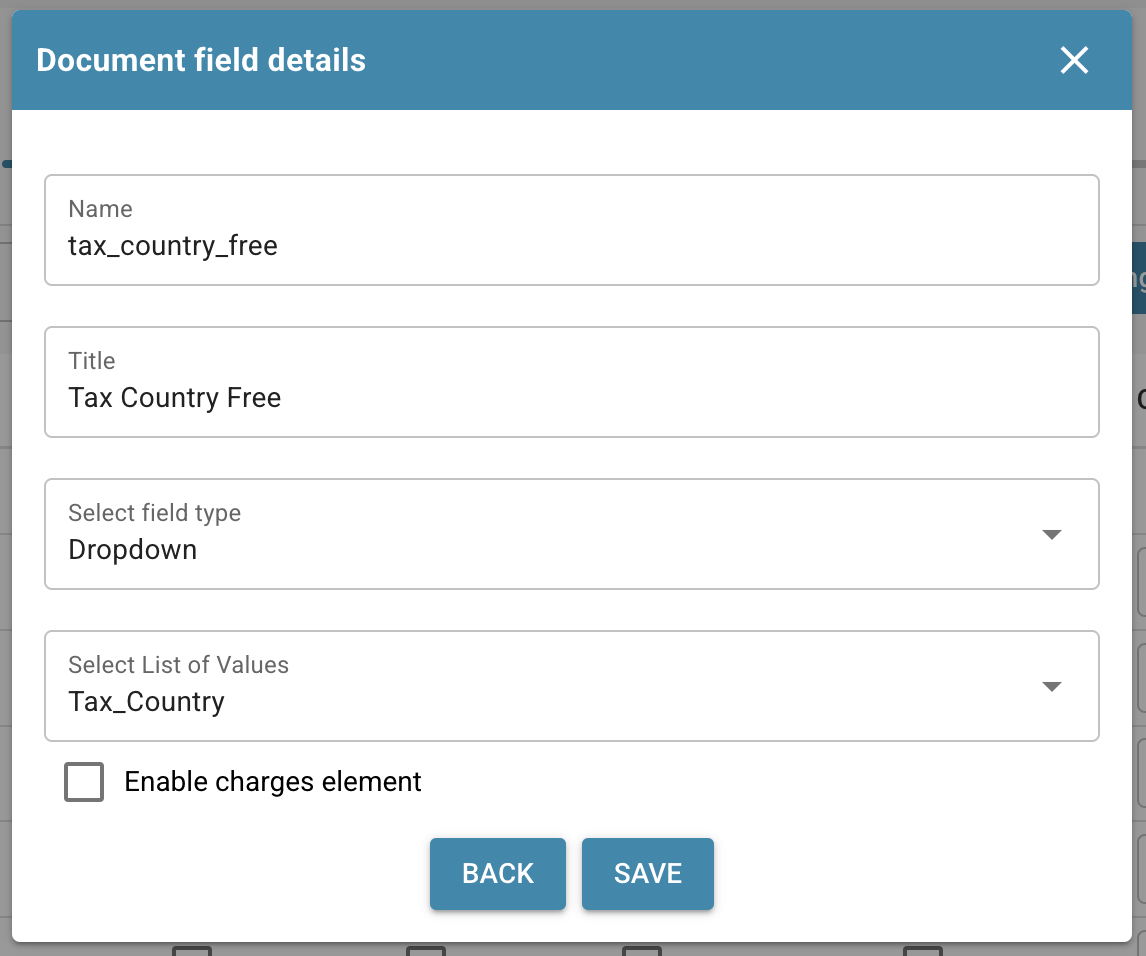 Document field details
Name
tax_country_free
Title
Tax Country Free
Select field type
Dropdown
Select List of Values
Tax_Country
Enable charges element
BACK
SAVE